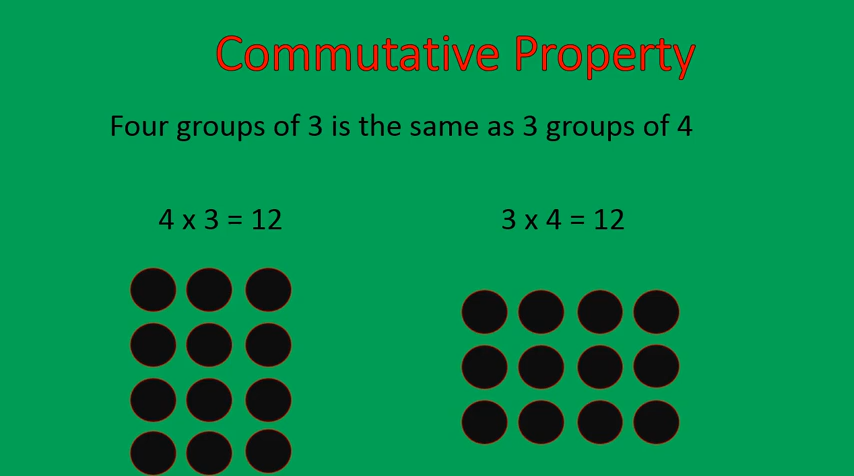 Commutative Property
Four groups of 3 is the same as 3 groups of 4
4 x 3 = 12
3 x 4 = 12